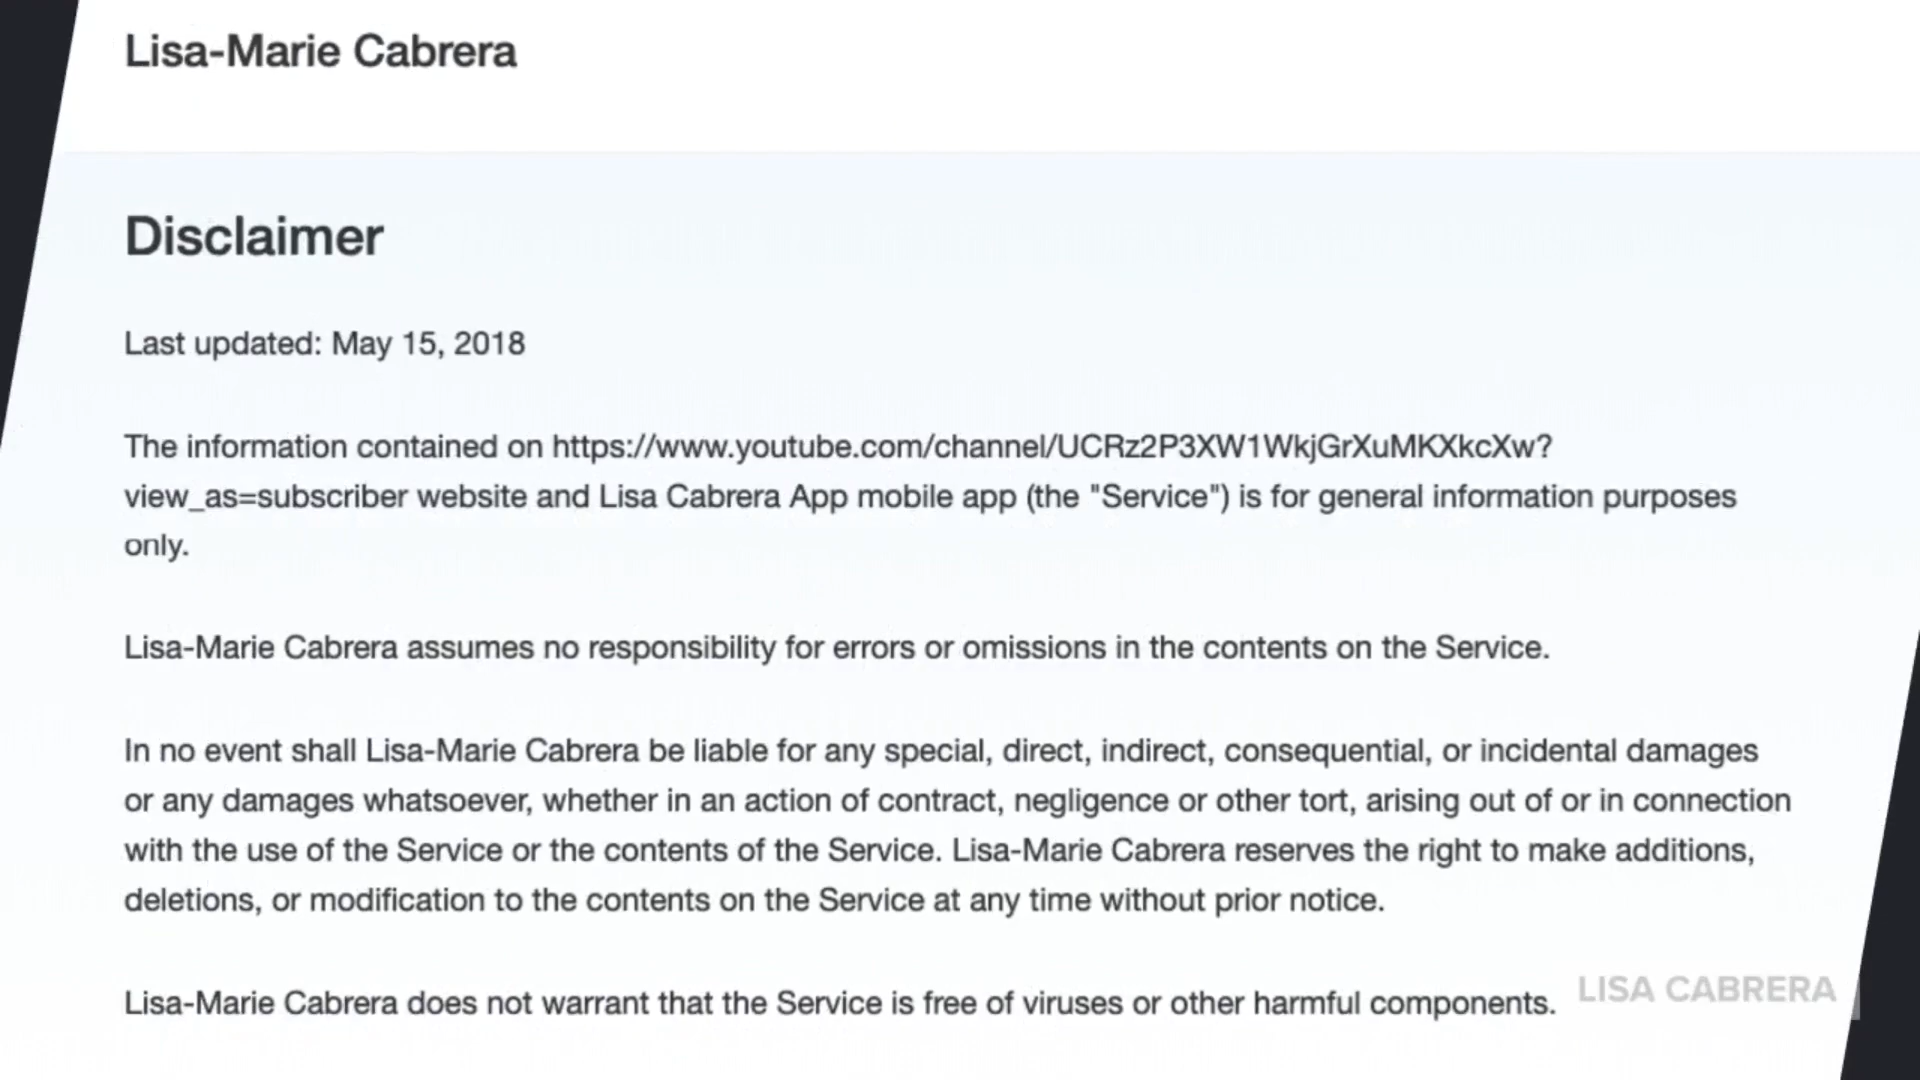 Lisa-Marie Cabrera
Disclaimer
Last updated: May 15, 2018
The information contained on https://www.youtube.com/channel/UCRz2P3XW1WkjGrXuMKXkcXw?
view_as=subscriber website and Lisa Cabrera App mobile app (the "Service") is for general information purposes
only.
Lisa-Marie Cabrera assumes no responsibility for errors or omissions in the contents on the Service.
In no event shall Lisa-Marie Cabrera be liable for any special, direct, indirect, consequential, or incidental damages
or any damages whatsoever, whether in an action of contract, negligence or other tort, arising out of or in connection
with the use of the Service or the contents of the Service. Lisa-Marie Cabrera reserves the right to make additions,
deletions, or modification to the contents on the Service at any time without prior notice.
Lisa-Marie Cabrera does not warrant that the Service is free of viruses or other harmful components.
LISA CABRERA